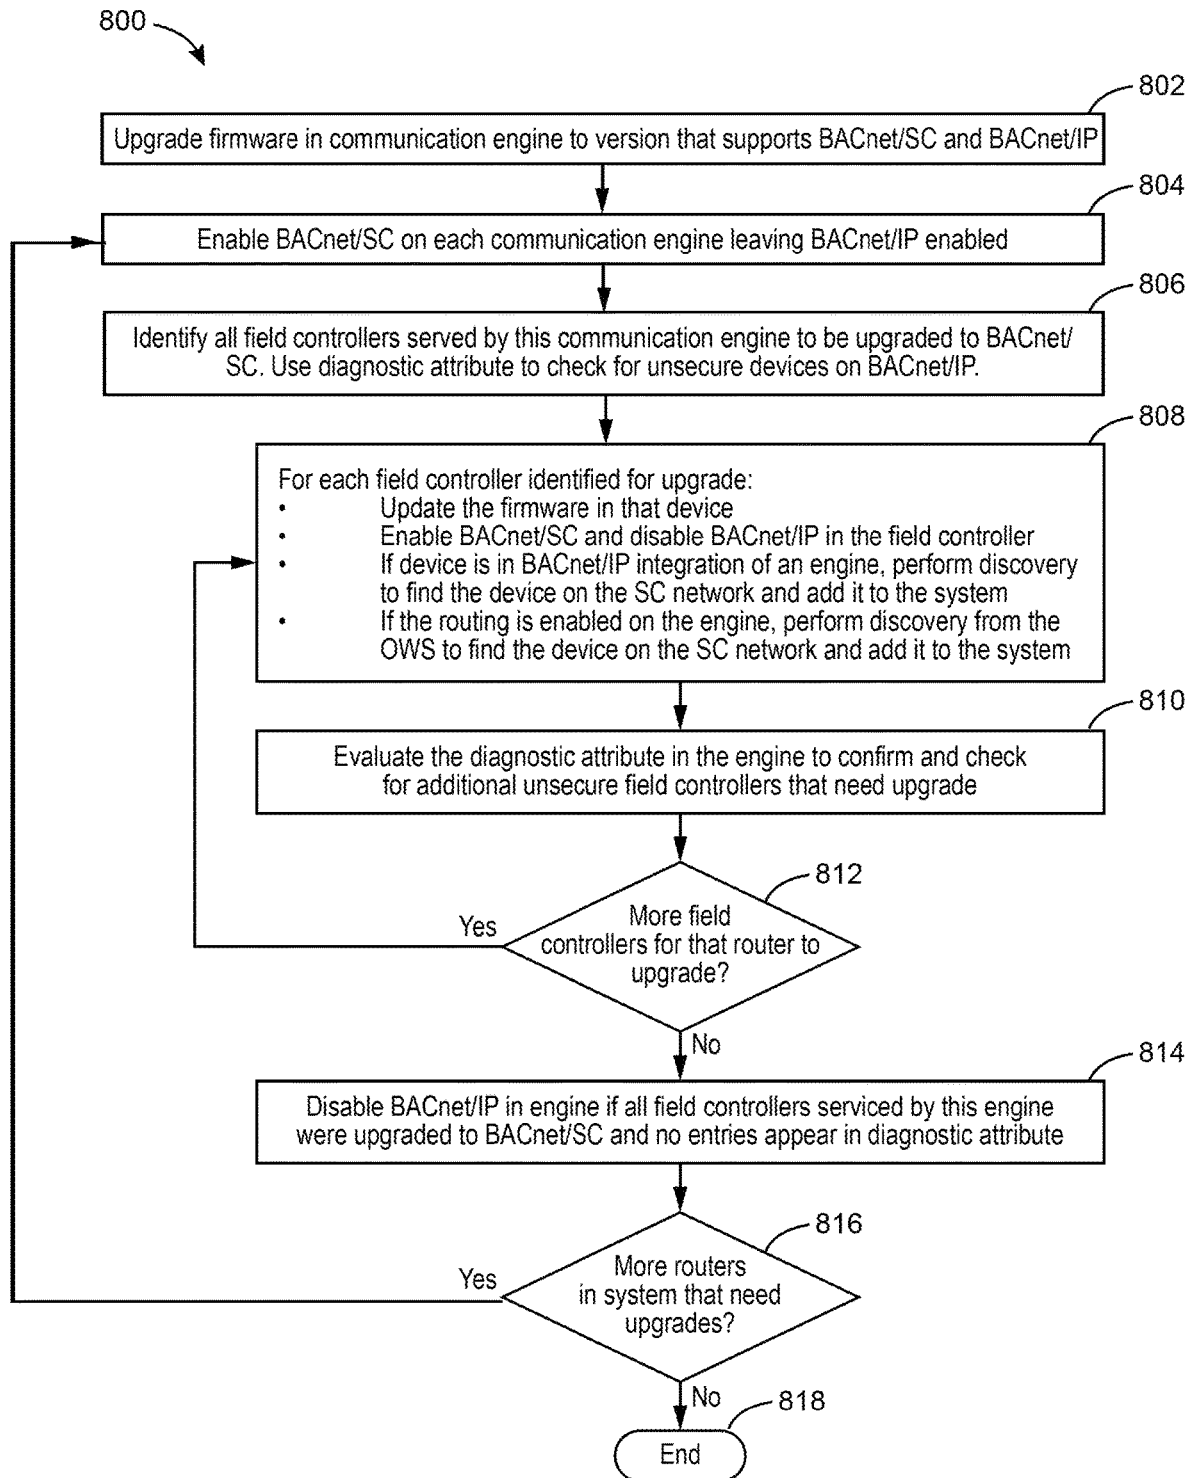 800
802
Upgrade firmware in communication engine to version that supports BACnet/SC and BACnet/IP
804
Enable BACnet/SC on each communication engine leaving BACnet/IP enabled
806
Identify all field controllers served by this communication engine to be upgraded to BACnet/
SC. Use diagnostic attribute to check for unsecure devices on BACnet/IP.
808
For each field controller identified for upgrade:
• Update the firmware in that device
• Enable BACnet/SC and disable BACnet/IP in the field controller
• If device is in BACnet/IP integration of an engine, perform discovery
to find the device on the SC network and add it to the system
• If the routing is enabled on the engine, perform discovery from the
OWS to find the device on the SC network and add it to the system
810
Evaluate the diagnostic attribute in the engine to confirm and check
for additional unsecure field controllers that need upgrade
812
Yes
More field
controllers for that router to
upgrade?
No
814
Disable BACnet/IP in engine if all field controllers serviced by this engine
were upgraded to BACnet/SC and no entries appear in diagnostic attribute
816
Yes
More routers
in system that need
upgrades?
No
818
End